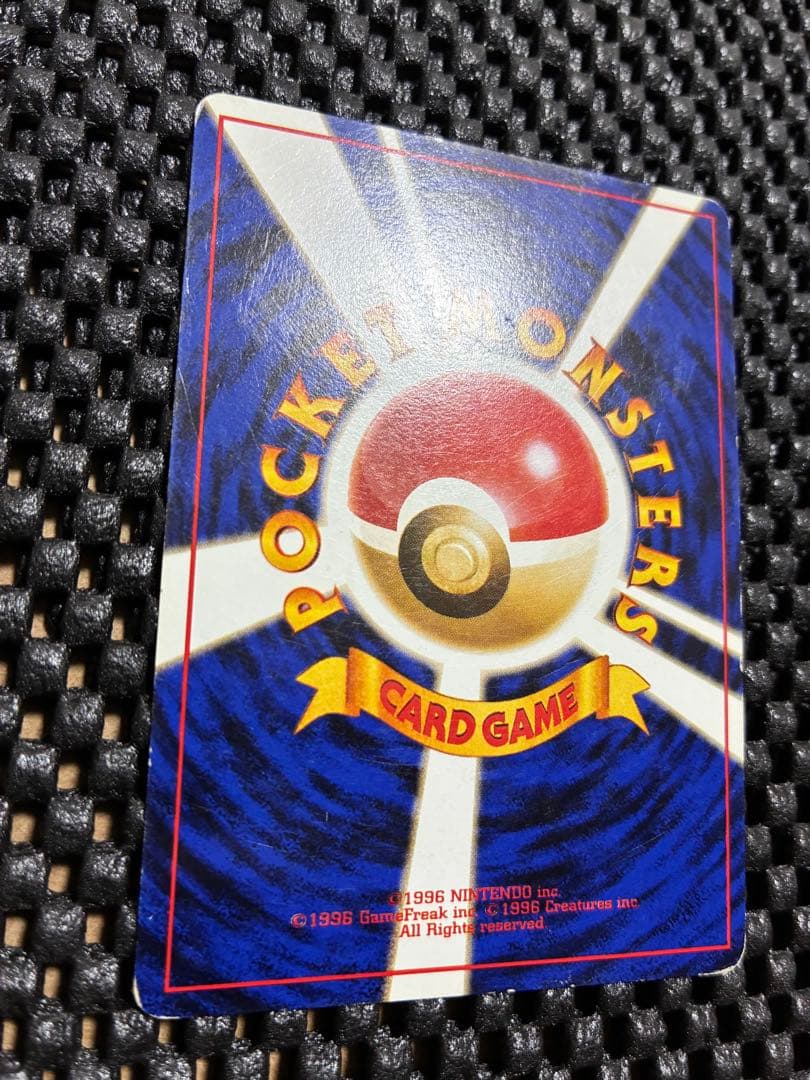 POCKET MONSTERS
CARD GAME
©1996 NINTENDO inc.
©1996 GameFreak inc. ©1996 Creatures inc.
All Rights reserved.